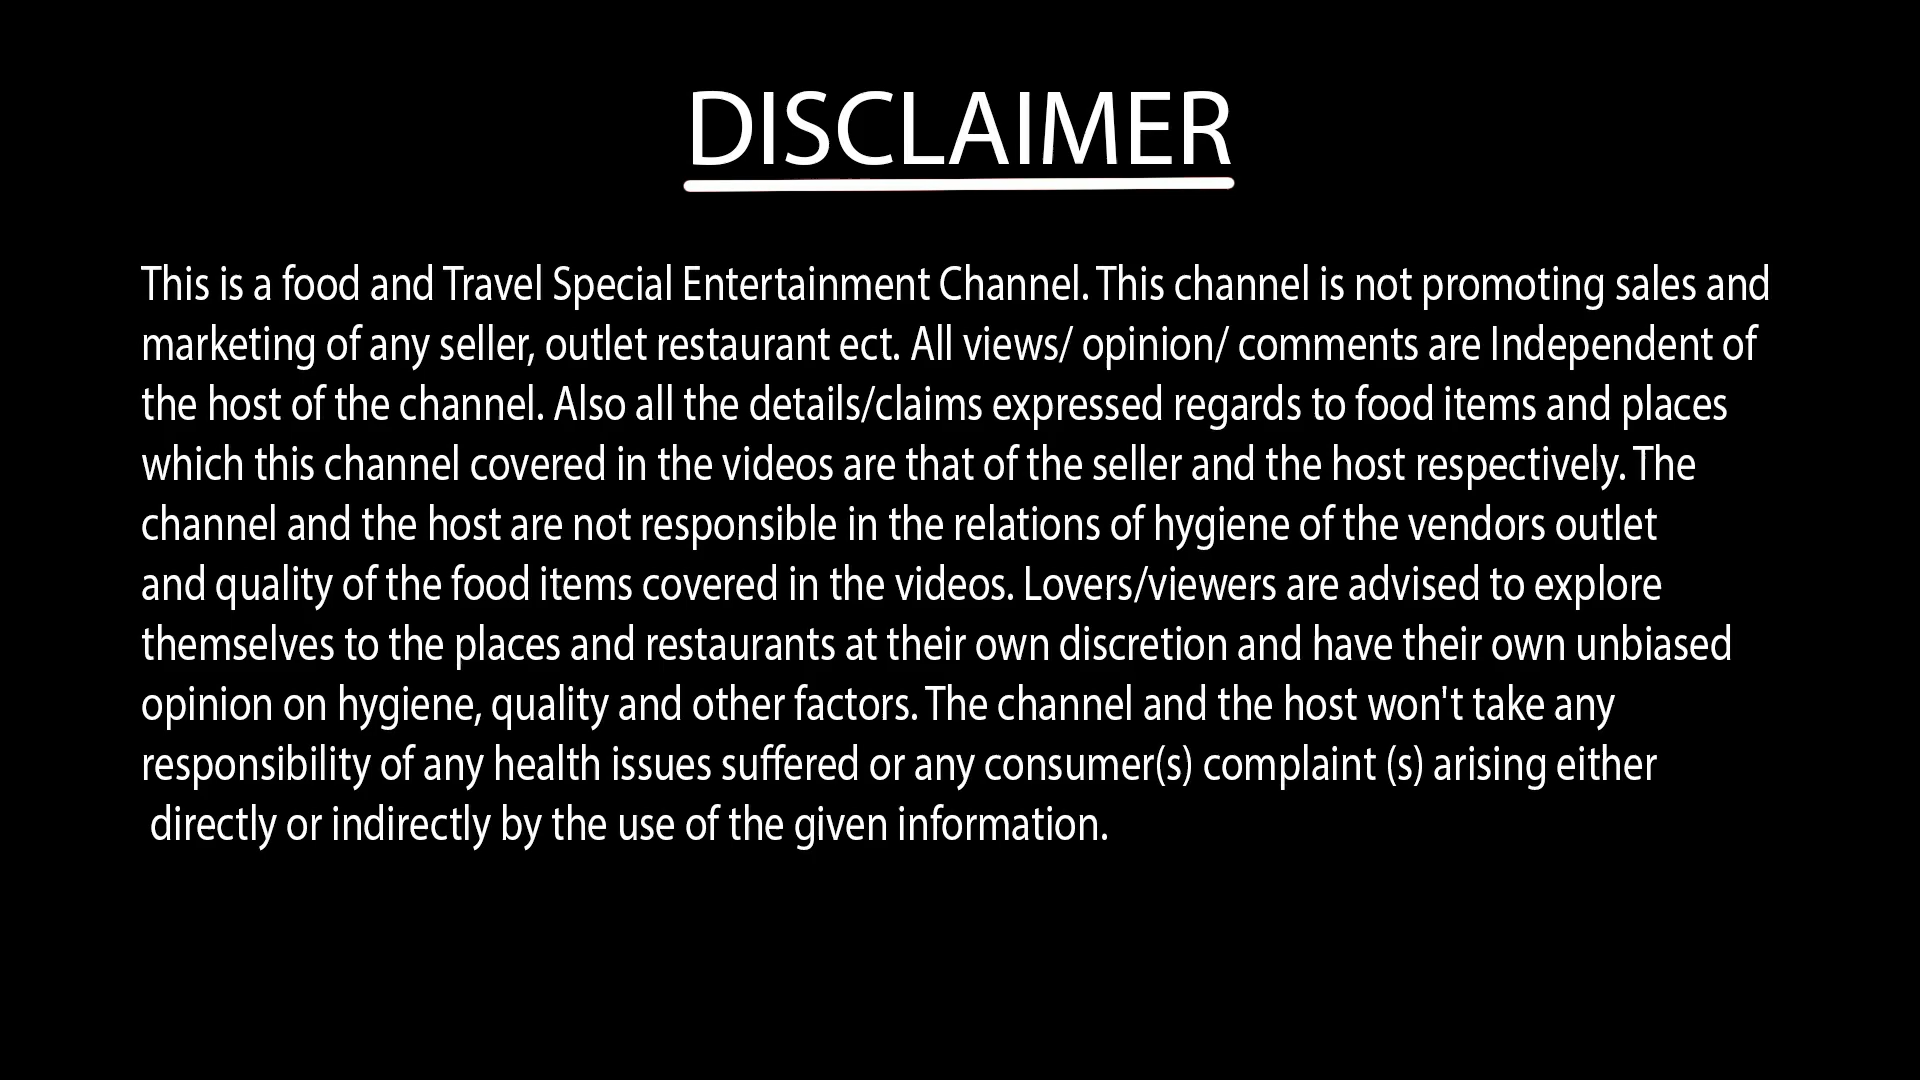 DISCLAIMER
This is a food and Travel Special Entertainment Channel. This channel is not promoting sales and
marketing of any seller, outlet restaurant ect. All views/ opinion/ comments are Independent of
the host of the channel. Also all the details/claims expressed regards to food items and places
which this channel covered in the videos are that of the seller and the host respectively. The
channel and the host are not responsible in the relations of hygiene of the vendors outlet
and quality of the food items covered in the videos. Lovers/viewers are advised to explore
themselves to the places and restaurants at their own discretion and have their own unbiased
opinion on hygiene, quality and other factors. The channel and the host won't take any
responsibility of any health issues suffered or any consumer(s) complaint (s) arising either
directly or indirectly by the use of the given information.